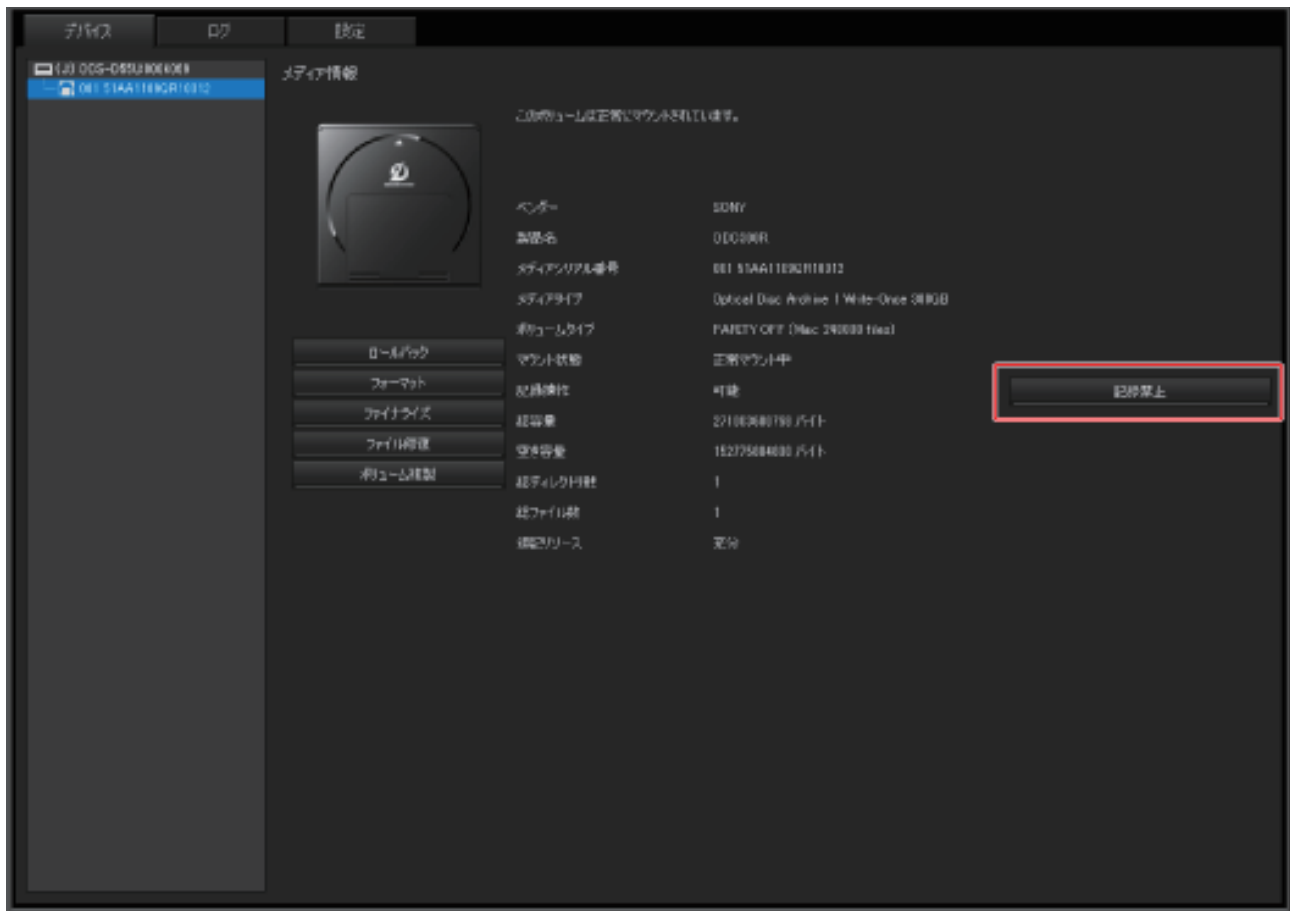 デバイス ログ 設定
メディア情報
このボリュームは正常にマウントされています。
ベンダー SONY
製品名
メディアシリアル番号
メディアタイプ Optical Disc Archive 1 Write-Once 300GB
ボリュームタイプ PARITY OFF
マウント状態 正常マウント中
記録属性 可能
総容量 バイト
空き容量 バイト
総ディレクトリ数 1
総ファイル数 1
リソース 充分
ロールバック
フォーマット
ファイナライズ
ファイル修復
ボリューム複製
記録禁止